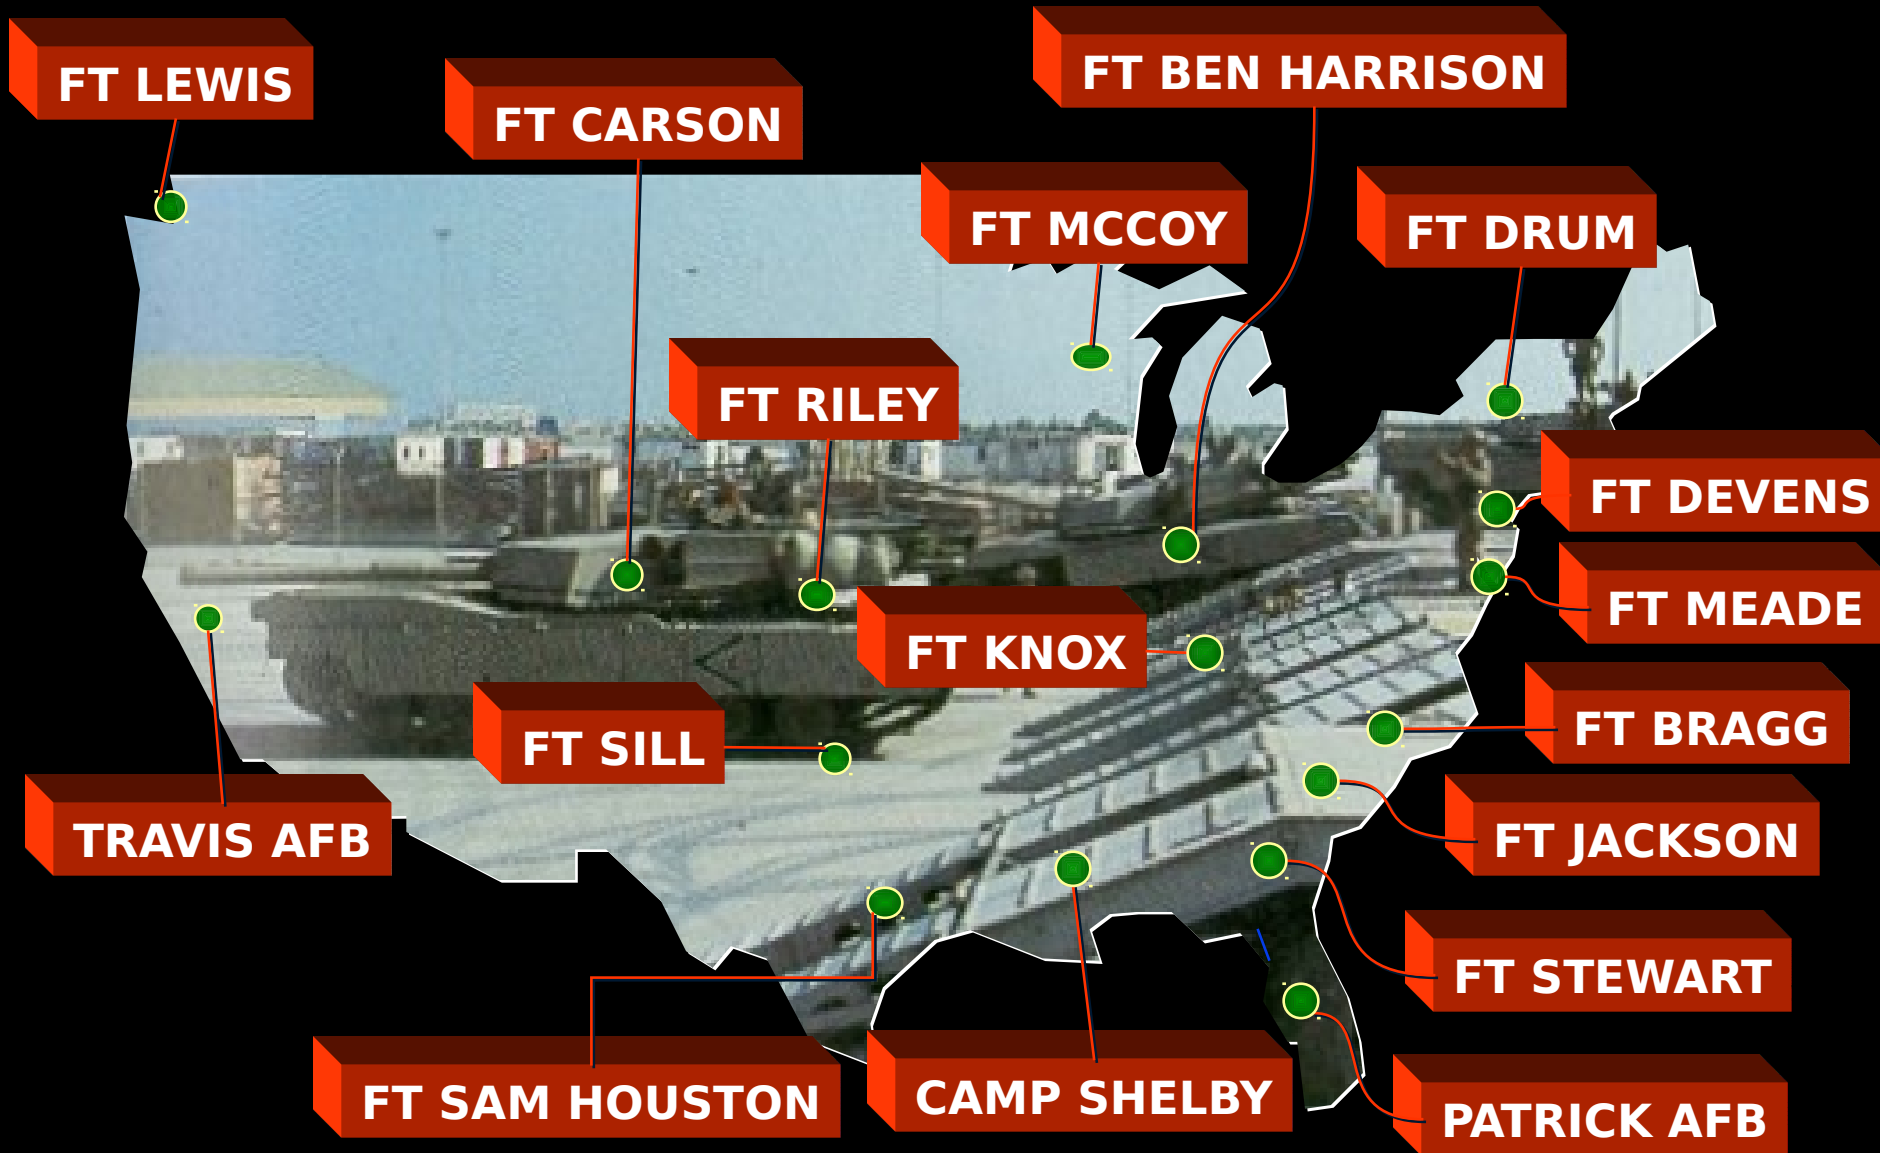 FT LEWIS
FT CARSON
FT BEN HARRISON
FT MCCOY
FT DRUM
FT RILEY
FT DEVENS
FT MEADE
FT KNOX
FT BRAGG
FT SILL
FT JACKSON
TRAVIS AFB
FT STEWART
FT SAM HOUSTON
CAMP SHELBY
PATRICK AFB